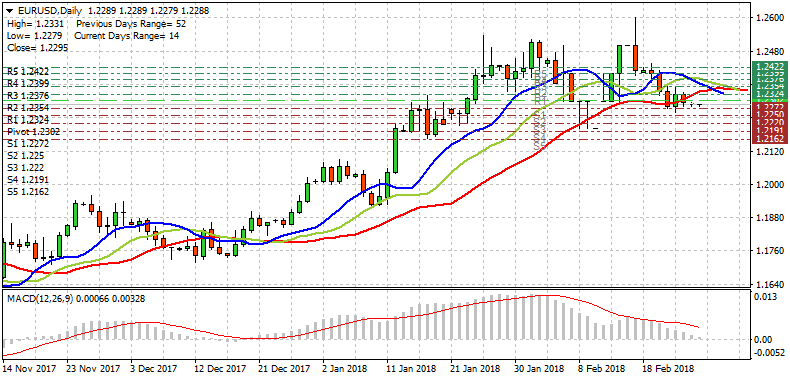 EURUSD,Daily 1.2289 1.2289 1.2279 1.2288
High= 1.2331 Previous Days Range= 52
Low= 1.2279 Current Days Range= 14
Close= 1.2295
R5 1.2422
R4 1.2399
R3 1.2376
R2 1.2354
R1 1.2324
Pivot 1.2302
S1 1.2272
S2 1.225
S3 1.222
S4 1.2191
S5 1.2162
1.2600
1.2480
1.2422
1.2376
1.2354
1.2324
1.2272
1.2250
1.2220
1.2191
1.2162
1.2120
1.2000
1.1880
1.1760
1.1640
MACD(12,26,9) 0.00066 0.00328
0.013
0.00
-0.0052
14 Nov 2017 23 Nov 2017 3 Dec 2017 12 Dec 2017 21 Dec 2017 2 Jan 2018 11 Jan 2018 21 Jan 2018 30 Jan 2018 8 Feb 2018 18 Feb 2018